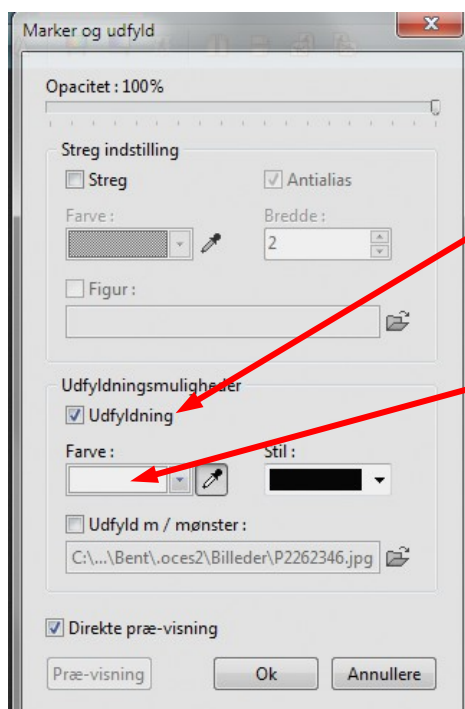 Marker og udfyld
Opacitet : 100%
Streg indstilling
Streg
Antialias
Farve :
Bredde :
2
Figur :
Udfyldningsmuligheder
Udfyldning
Farve :
Stil :
Udfyld m / mønster :
C:\...\Bent\.oces2\Billeder\P2262346.jpg
Direkte præ-visning
Præ-visning
Ok
Annullere